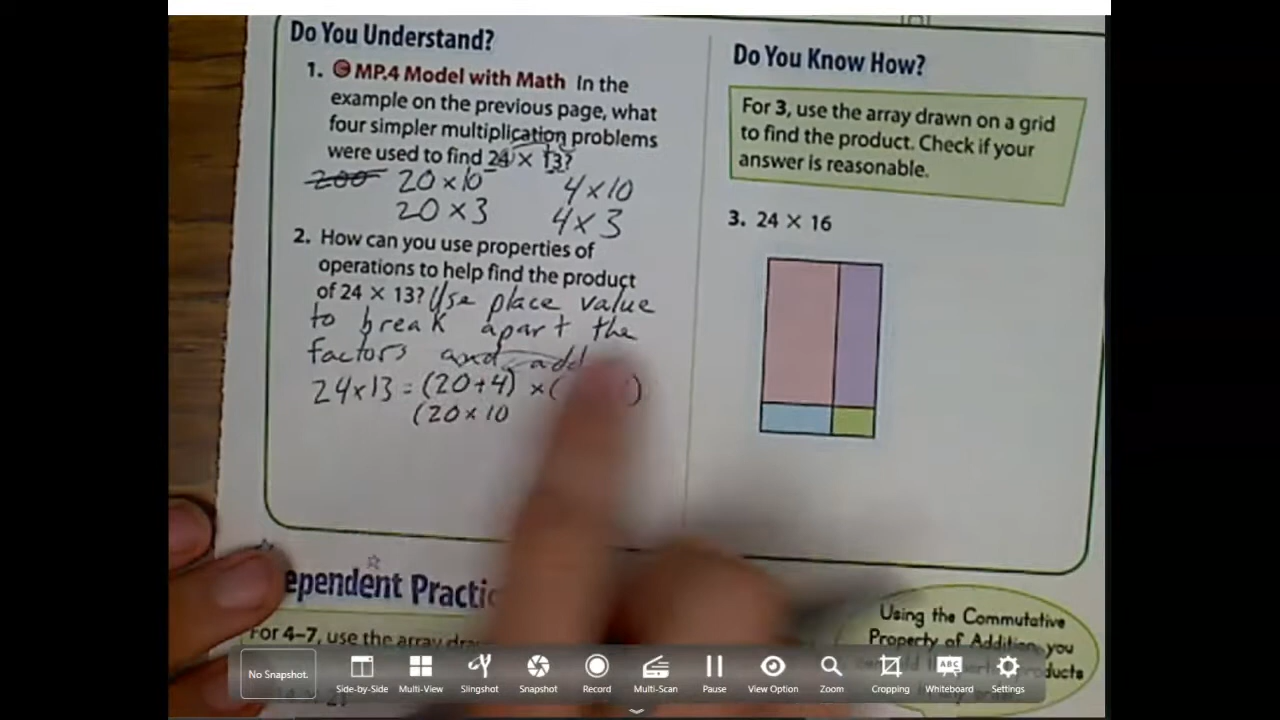 Do You Understand?
1. MP.4 Model with Math In the
example on the previous page, what
four simpler multiplication problems
were used to find 24 × 13?
200 20 × 10 4 × 10
20 × 3 4 × 3
2. How can you use properties of
operations to help find the product
of 24 × 13? Use place value
to break apart the
factors and add
24 × 13 = (20 + 4) × ( )
(20 × 10
Do You Know How?
For 3, use the array drawn on a grid
to find the product. Check if your
answer is reasonable.
3. 24 × 16
ependent Practic
For 4–7, use the array
Using the Commutative
Property of Addition, you
No Snapshot.
Side-by-Side
Multi-View
Slingshot
Snapshot
Record
Multi-Scan
Pause
View Option
Zoom
Cropping
ABC
Whiteboard
Settings